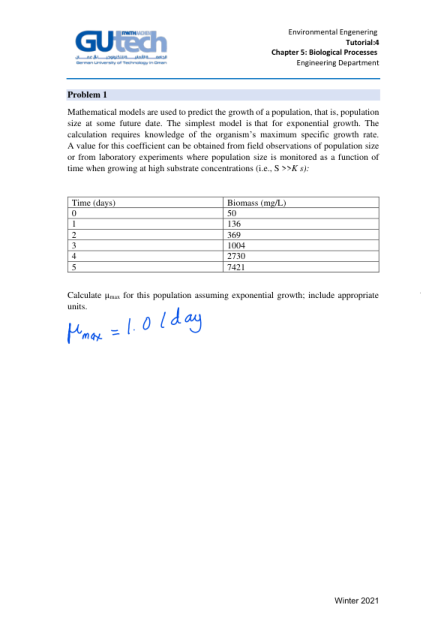 GUtech
German University of Technology in Oman
Environmental Engenering
Tutorial:4
Chapter 5: Biological Processes
Engineering Department
Problem 1
Mathematical models are used to predict the growth of a population, that is, population
size at some future date. The simplest model is that for exponential growth. The
calculation requires knowledge of the organism's maximum specific growth rate.
A value for this coefficient can be obtained from field observations of population size
or from laboratory experiments where population size is monitored as a function of
time when growing at high substrate concentrations (i.e., S >>K s):
Time (days) Biomass (mg/L)
0 50
1 136
2 369
3 1004
4 2730
5 7421
Calculate μmax for this population assuming exponential growth; include appropriate
units.
μmax = 1.0 / day
Winter 2021